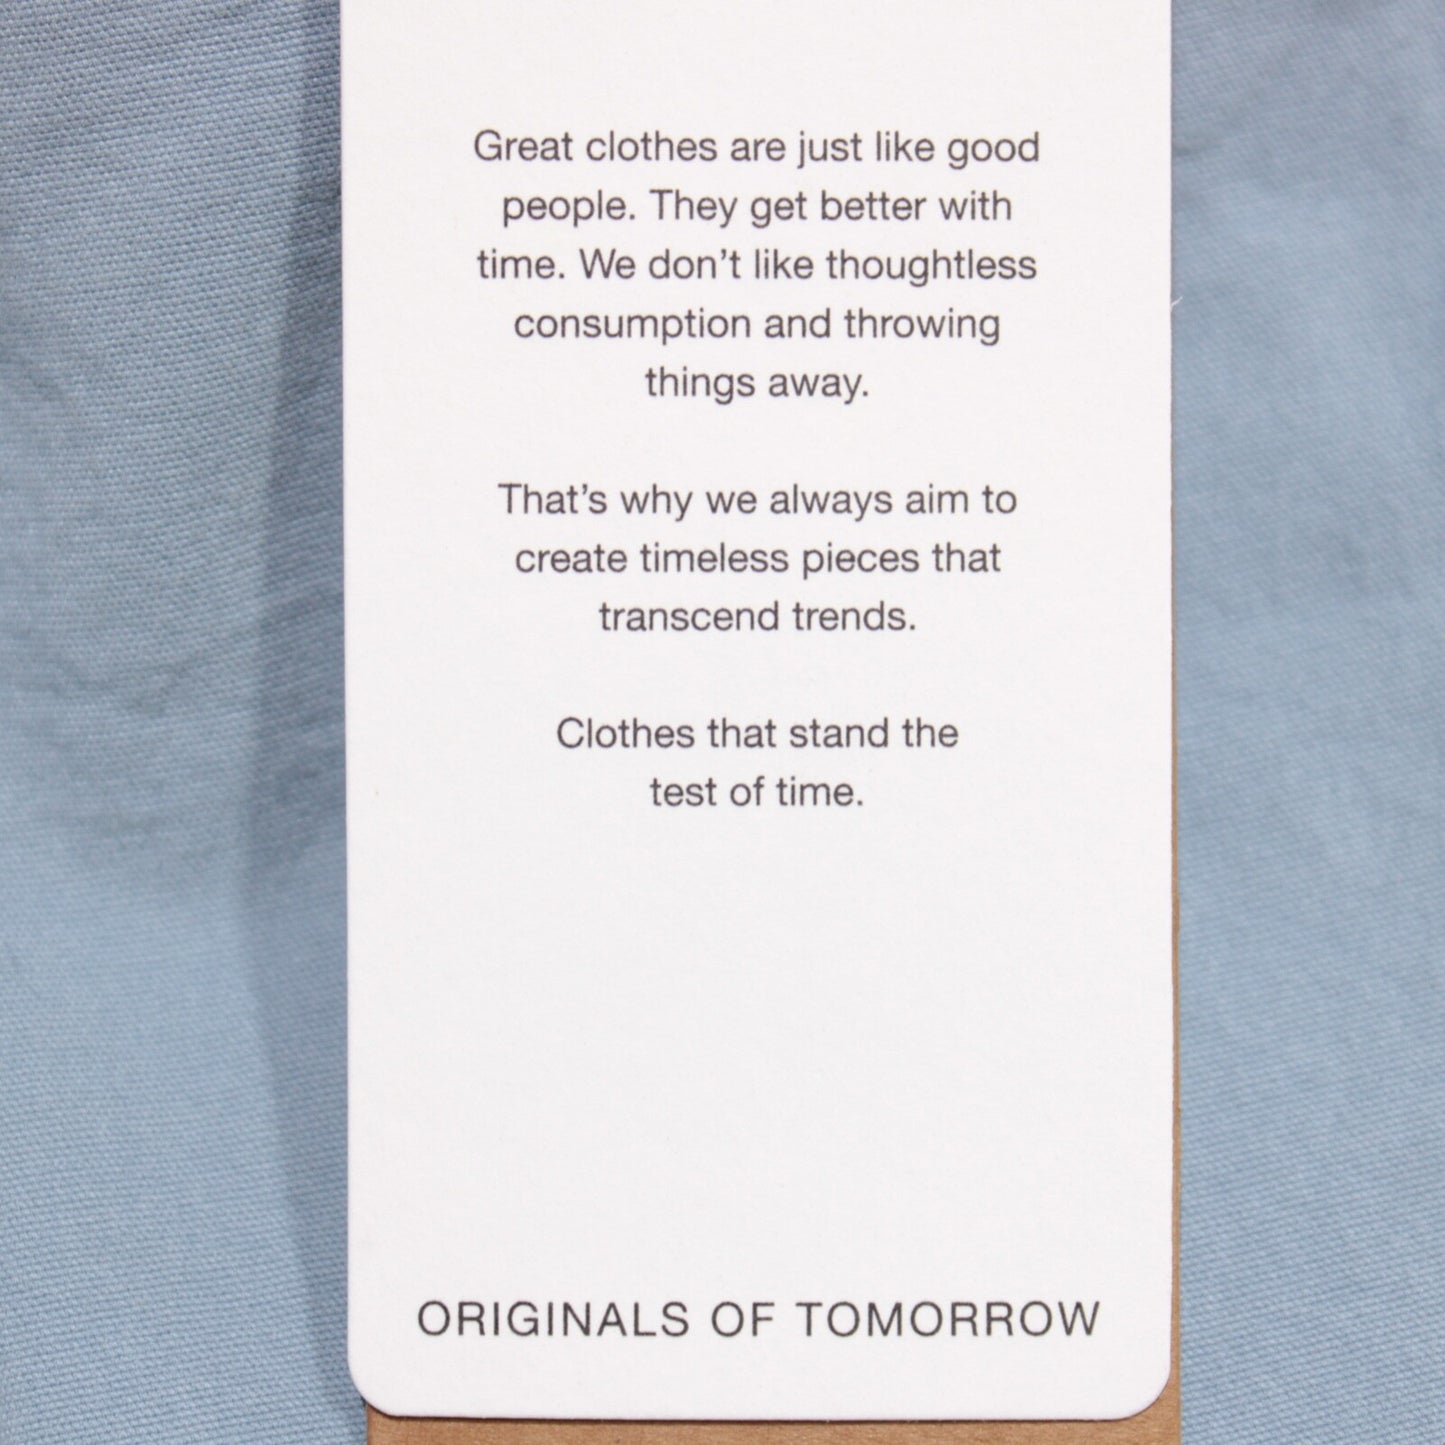 Great clothes are just like good
people. They get better with
time. We don’t like thoughtless
consumption and throwing
things away.
That’s why we always aim to
create timeless pieces that
transcend trends.
Clothes that stand the
test of time.
ORIGINALS OF TOMORROW